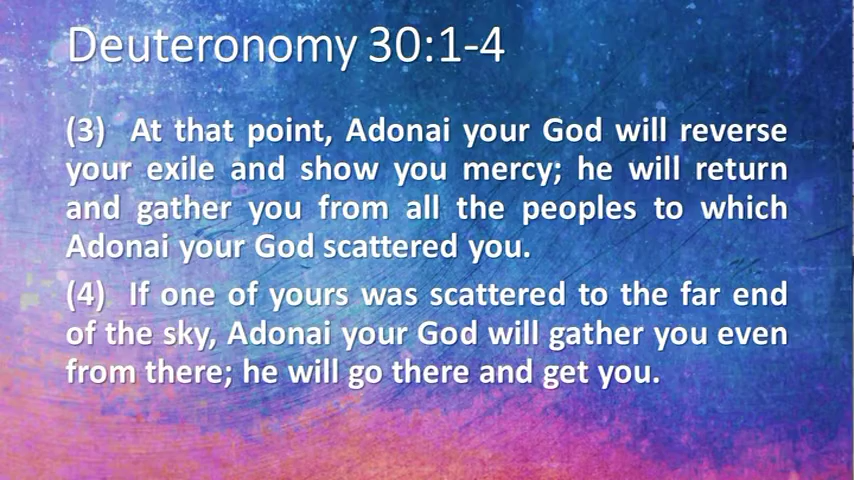 Deuteronomy 30:1-4
(3) At that point, Adonai your God will reverse
your exile and show you mercy; he will return
and gather you from all the peoples to which
Adonai your God scattered you.
(4) If one of yours was scattered to the far end
of the sky, Adonai your God will gather you even
from there; he will go there and get you.